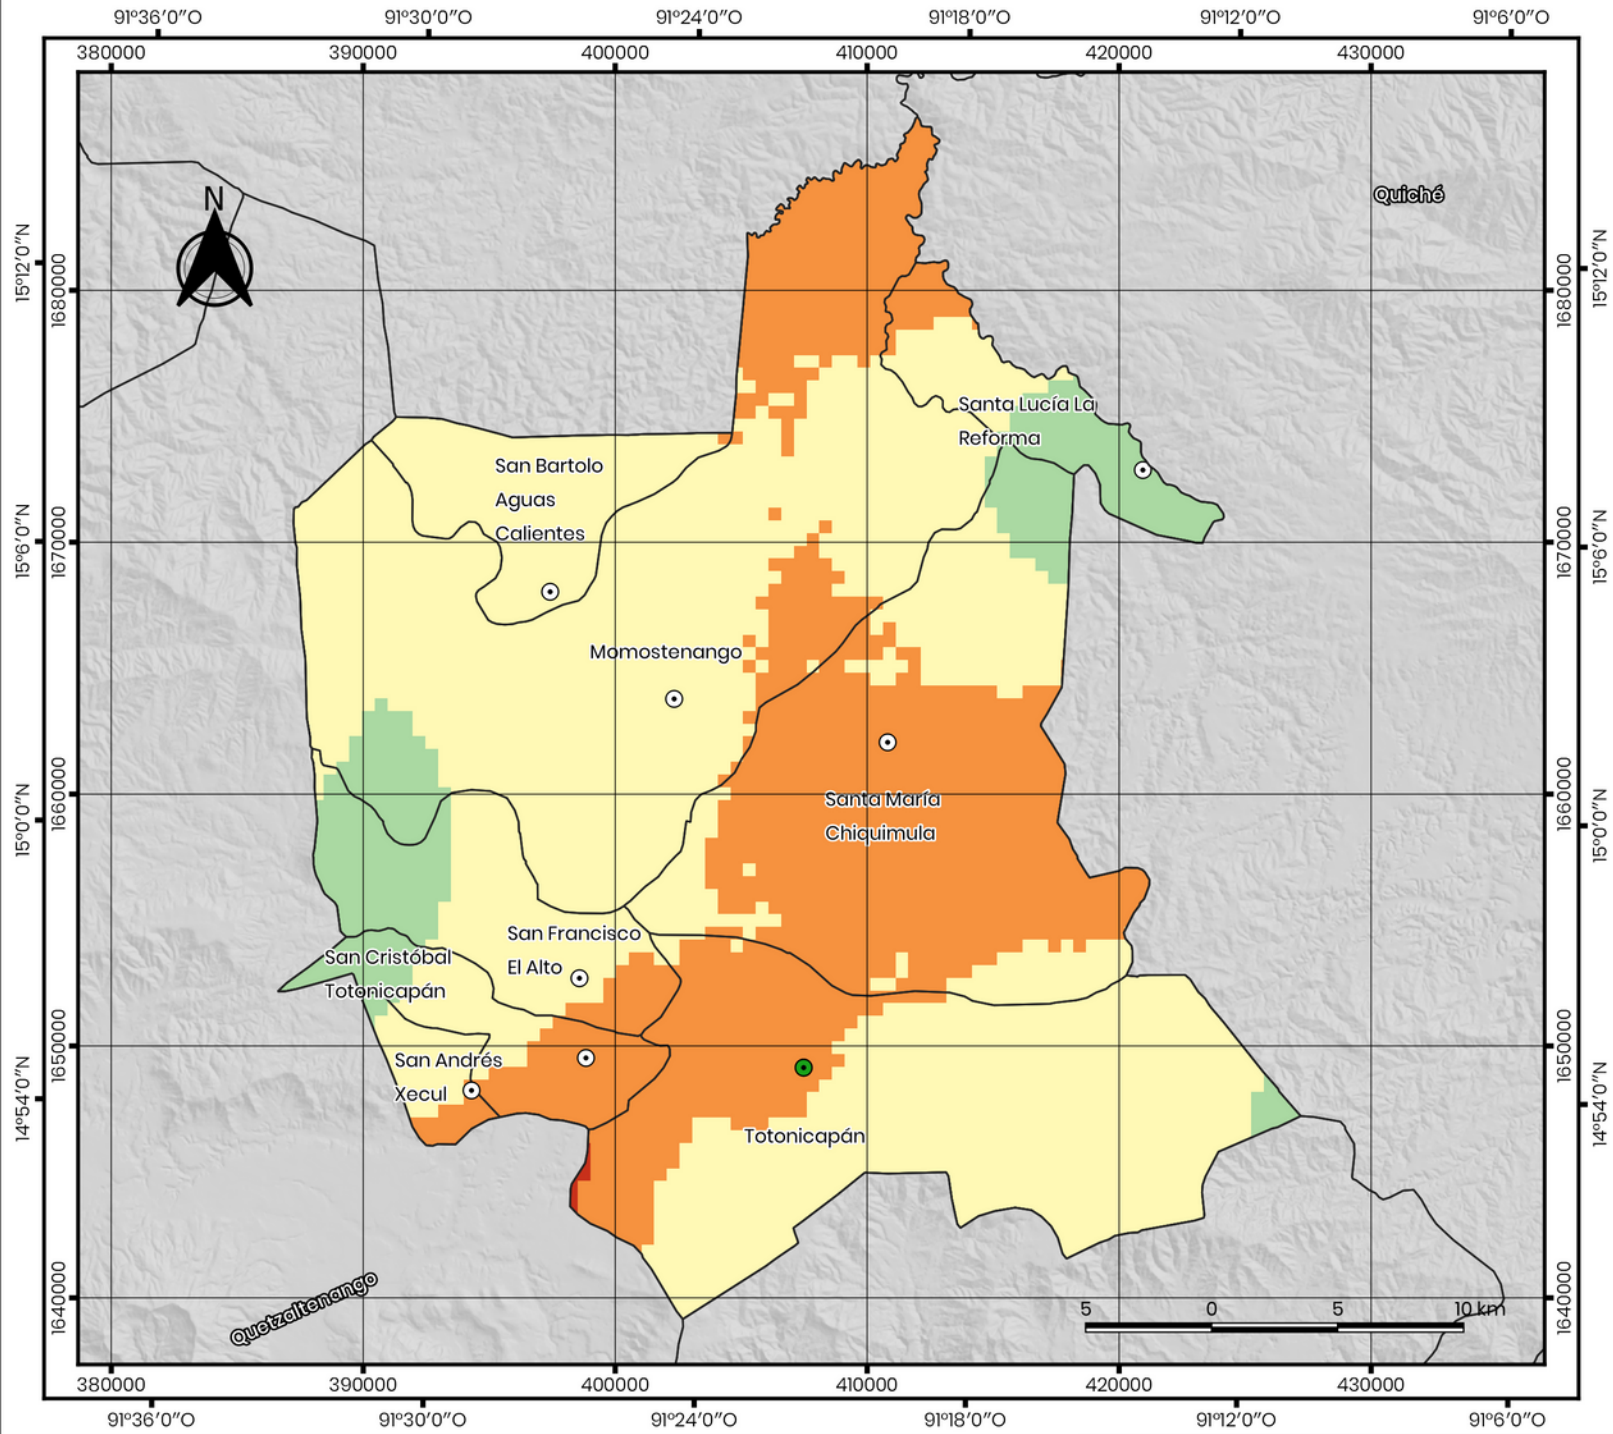 91°36'0"O 91°30'0"O 91°24'0"O 91°18'0"O 91°12'0"O 91°6'0"O
380000 390000 400000 410000 420000 430000
Quiché
N
15°12'0"N 1680000
1680000 15°12'0"N
Santa Lucía La
Reforma
San Bartolo
Aguas
Calientes
15°6'0"N 1670000
1670000 15°6'0"N
Momostenango
15°0'0"N 1660000
1660000 15°0'0"N
Santa María
Chiquimula
San Francisco
El Alto
San Cristóbal
Totonicapán
14°54'0"N 1650000
1650000 14°54'0"N
San Andrés
Xecul
Totonicapán
Quetzaltenango
1640000
1640000
5 0 5 10 km
380000 390000 400000 410000 420000 430000
91°36'0"O 91°30'0"O 91°24'0"O 91°18'0"O 91°12'0"O 91°6'0"O